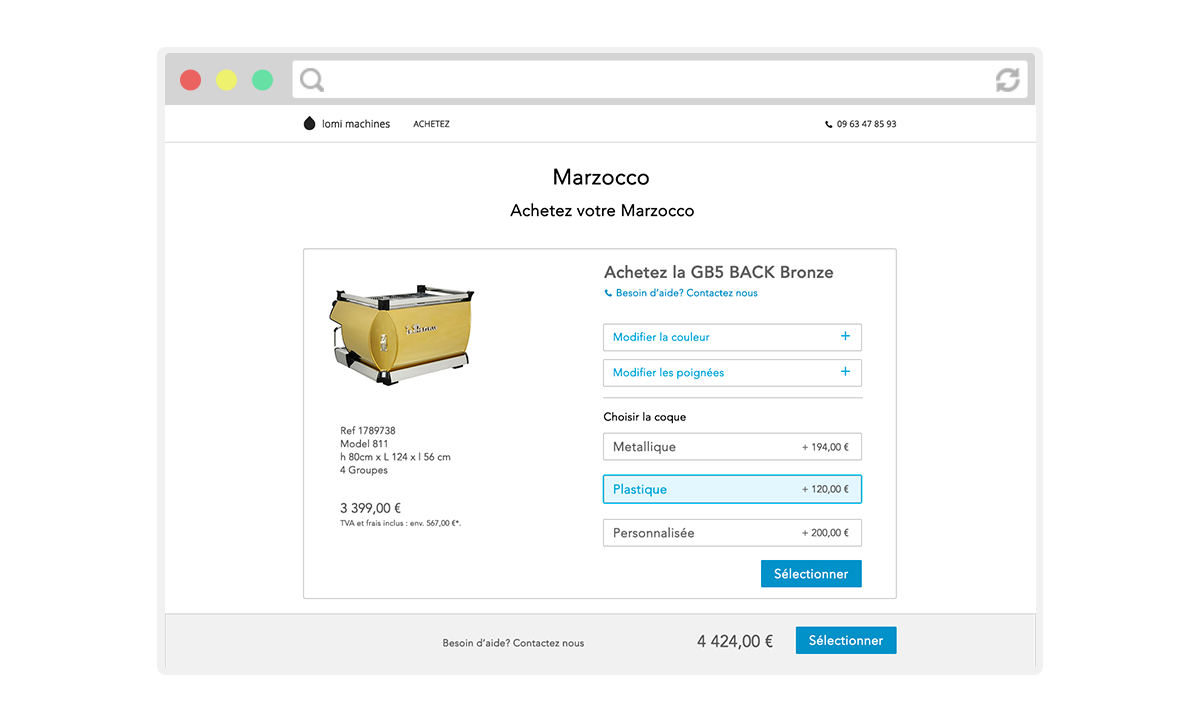 lomi machines
ACHETEZ
09 63 47 85 93
Marzocco
Achetez votre Marzocco
Achetez la GB5 BACK Bronze
Besoin d'aide? Contactez nous
Modifier la couleur +
Modifier les poignées +
Choisir la coque
Metallique + 194,00 €
Plastique + 120,00 €
Personnalisée + 200,00 €
Sélectionner
Ref 1789738
Model 811
h 80cm x L 124 x l 56 cm
4 Groupes
3 399,00 €
TVA et frais inclus : env. 567,00 €*.
Besoin d'aide? Contactez nous
4 424,00 €
Sélectionner